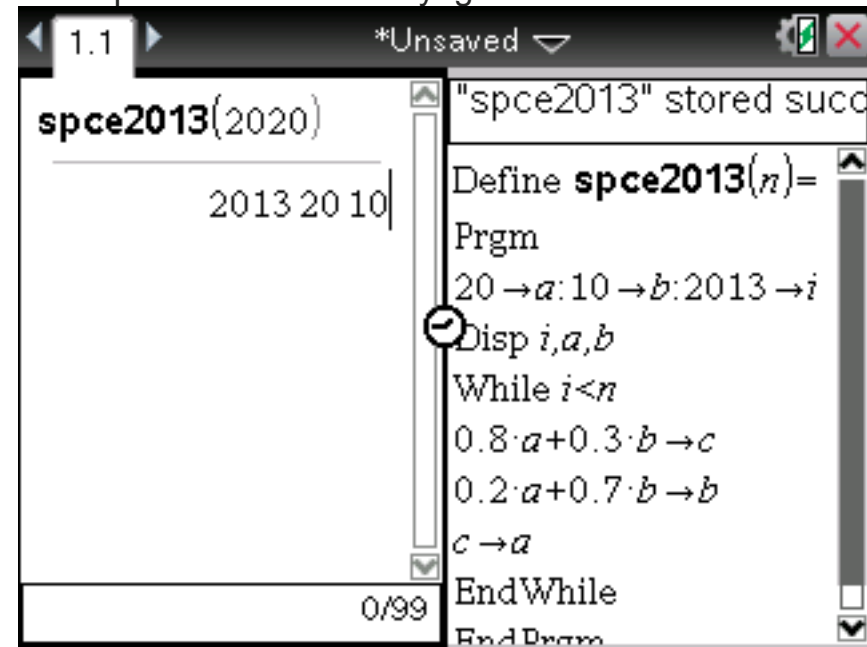 1.1
*Unsaved
spce2013(2020)
2013 20 10
0/99
"spce2013" stored succ
Define spce2013(n)=
Prgm
20→a:10→b:2013→i
Disp i,a,b
While i<n
0.8·a+0.3·b→c
0.2·a+0.7·b→b
c→a
EndWhile
EndPrgm